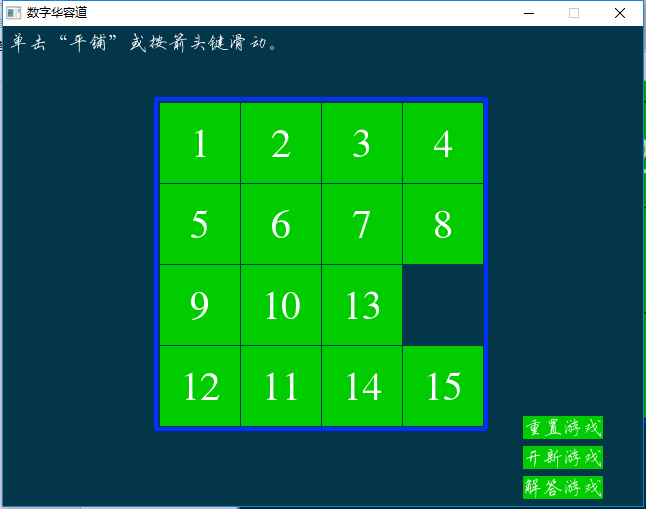 数字华容道
单击“平铺”或按箭头键滑动。
1 2 3 4
5 6 7 8
9 10 13
12 11 14 15
重置游戏
开新游戏
解答游戏